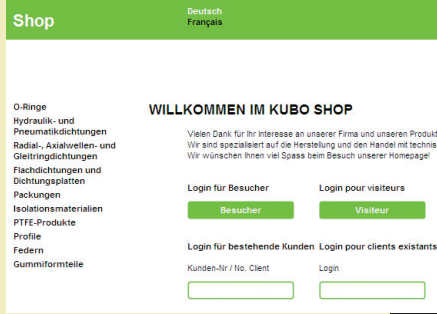 Shop
Deutsch
Français
O-Ringe
Hydraulik- und
Pneumatikdichtungen
Radial-, Axialwellen- und
Gleitringdichtungen
Flachdichtungen und
Dichtungsplatten
Packungen
Isolationsmaterialien
PTFE-Produkte
Profile
Federn
Gummiformteile
WILLKOMMEN IM KUBO SHOP
Vielen Dank für Ihr Interesse an unserer Firma und unseren Produkt
Wir sind spezialisiert auf die Herstellung und den Handel mit technis
Wir wünschen Ihnen viel Spass beim Besuch unserer Homepage!
Login für Besucher Login pour visiteurs
Besucher Visiteur
Login für bestehende Kunden Login pour clients existants
Kunden-Nr / No. Client Login